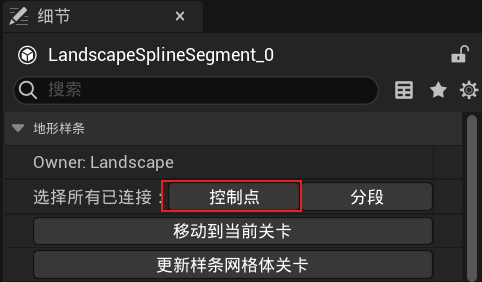 细节
LandscapeSplineSegment_0
搜索
地形样条
Owner: Landscape
选择所有已连接： 控制点 分段
移动到当前关卡
更新样条网格体关卡